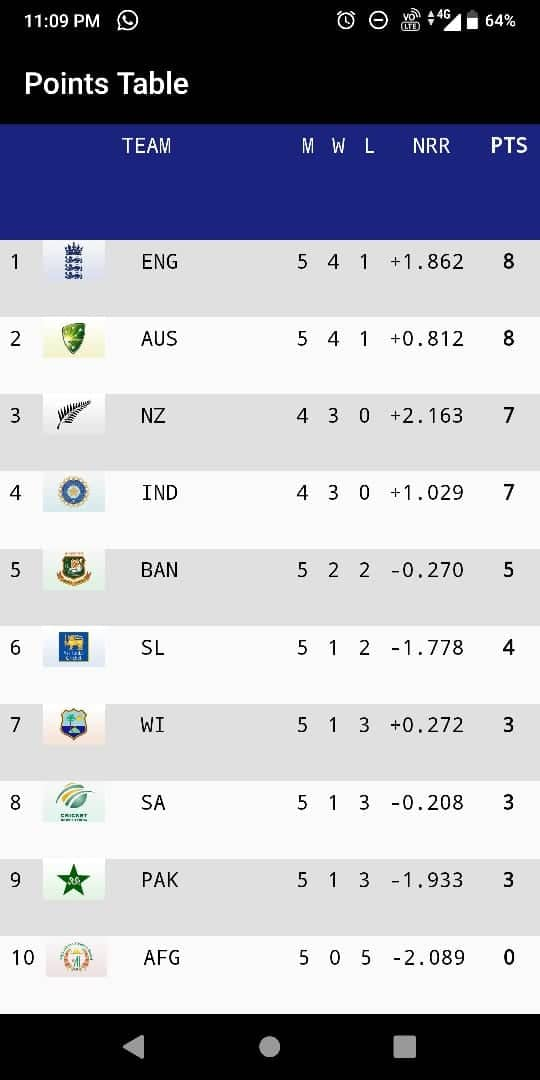 11:09 PM VO LTE 4G 64%
Points Table
TEAM M W L NRR PTS
1 ENG 5 4 1 +1.862 8
2 AUS 5 4 1 +0.812 8
3 NZ 4 3 0 +2.163 7
4 IND 4 3 0 +1.029 7
5 BAN 5 2 2 -0.270 5
6 SL 5 1 2 -1.778 4
7 WI 5 1 3 +0.272 3
8 SA 5 1 3 -0.208 3
CRICKET
9 PAK 5 1 3 -1.933 3
10 AFG 5 0 5 -2.089 0